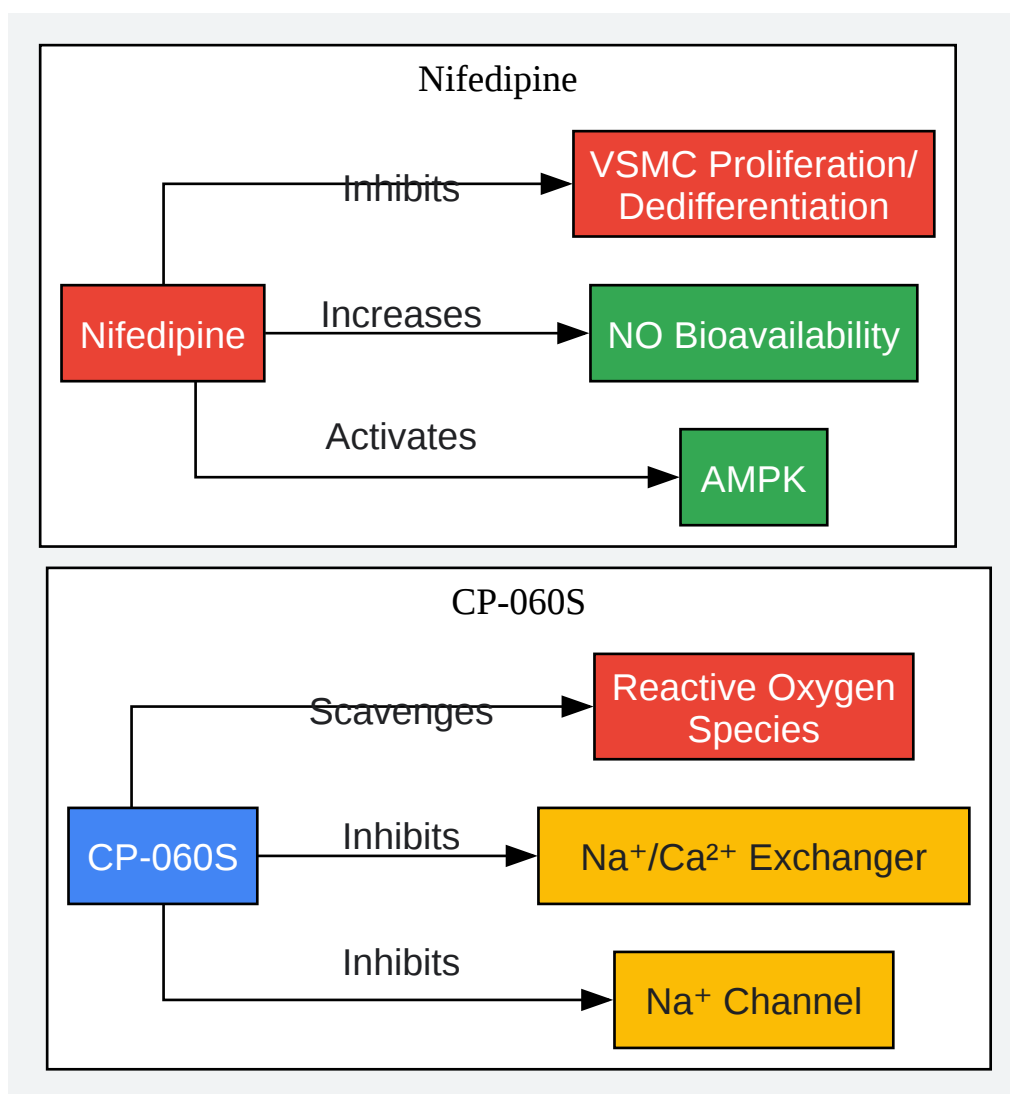 Nifedipine
VSMC Proliferation/
Dedifferentiation
Inhibits
Nifedipine
Increases
NO Bioavailability
Activates
AMPK
CP-060S
Reactive Oxygen
Species
Scavenges
CP-060S
Inhibits
Na⁺/Ca²⁺ Exchanger
Inhibits
Na⁺ Channel